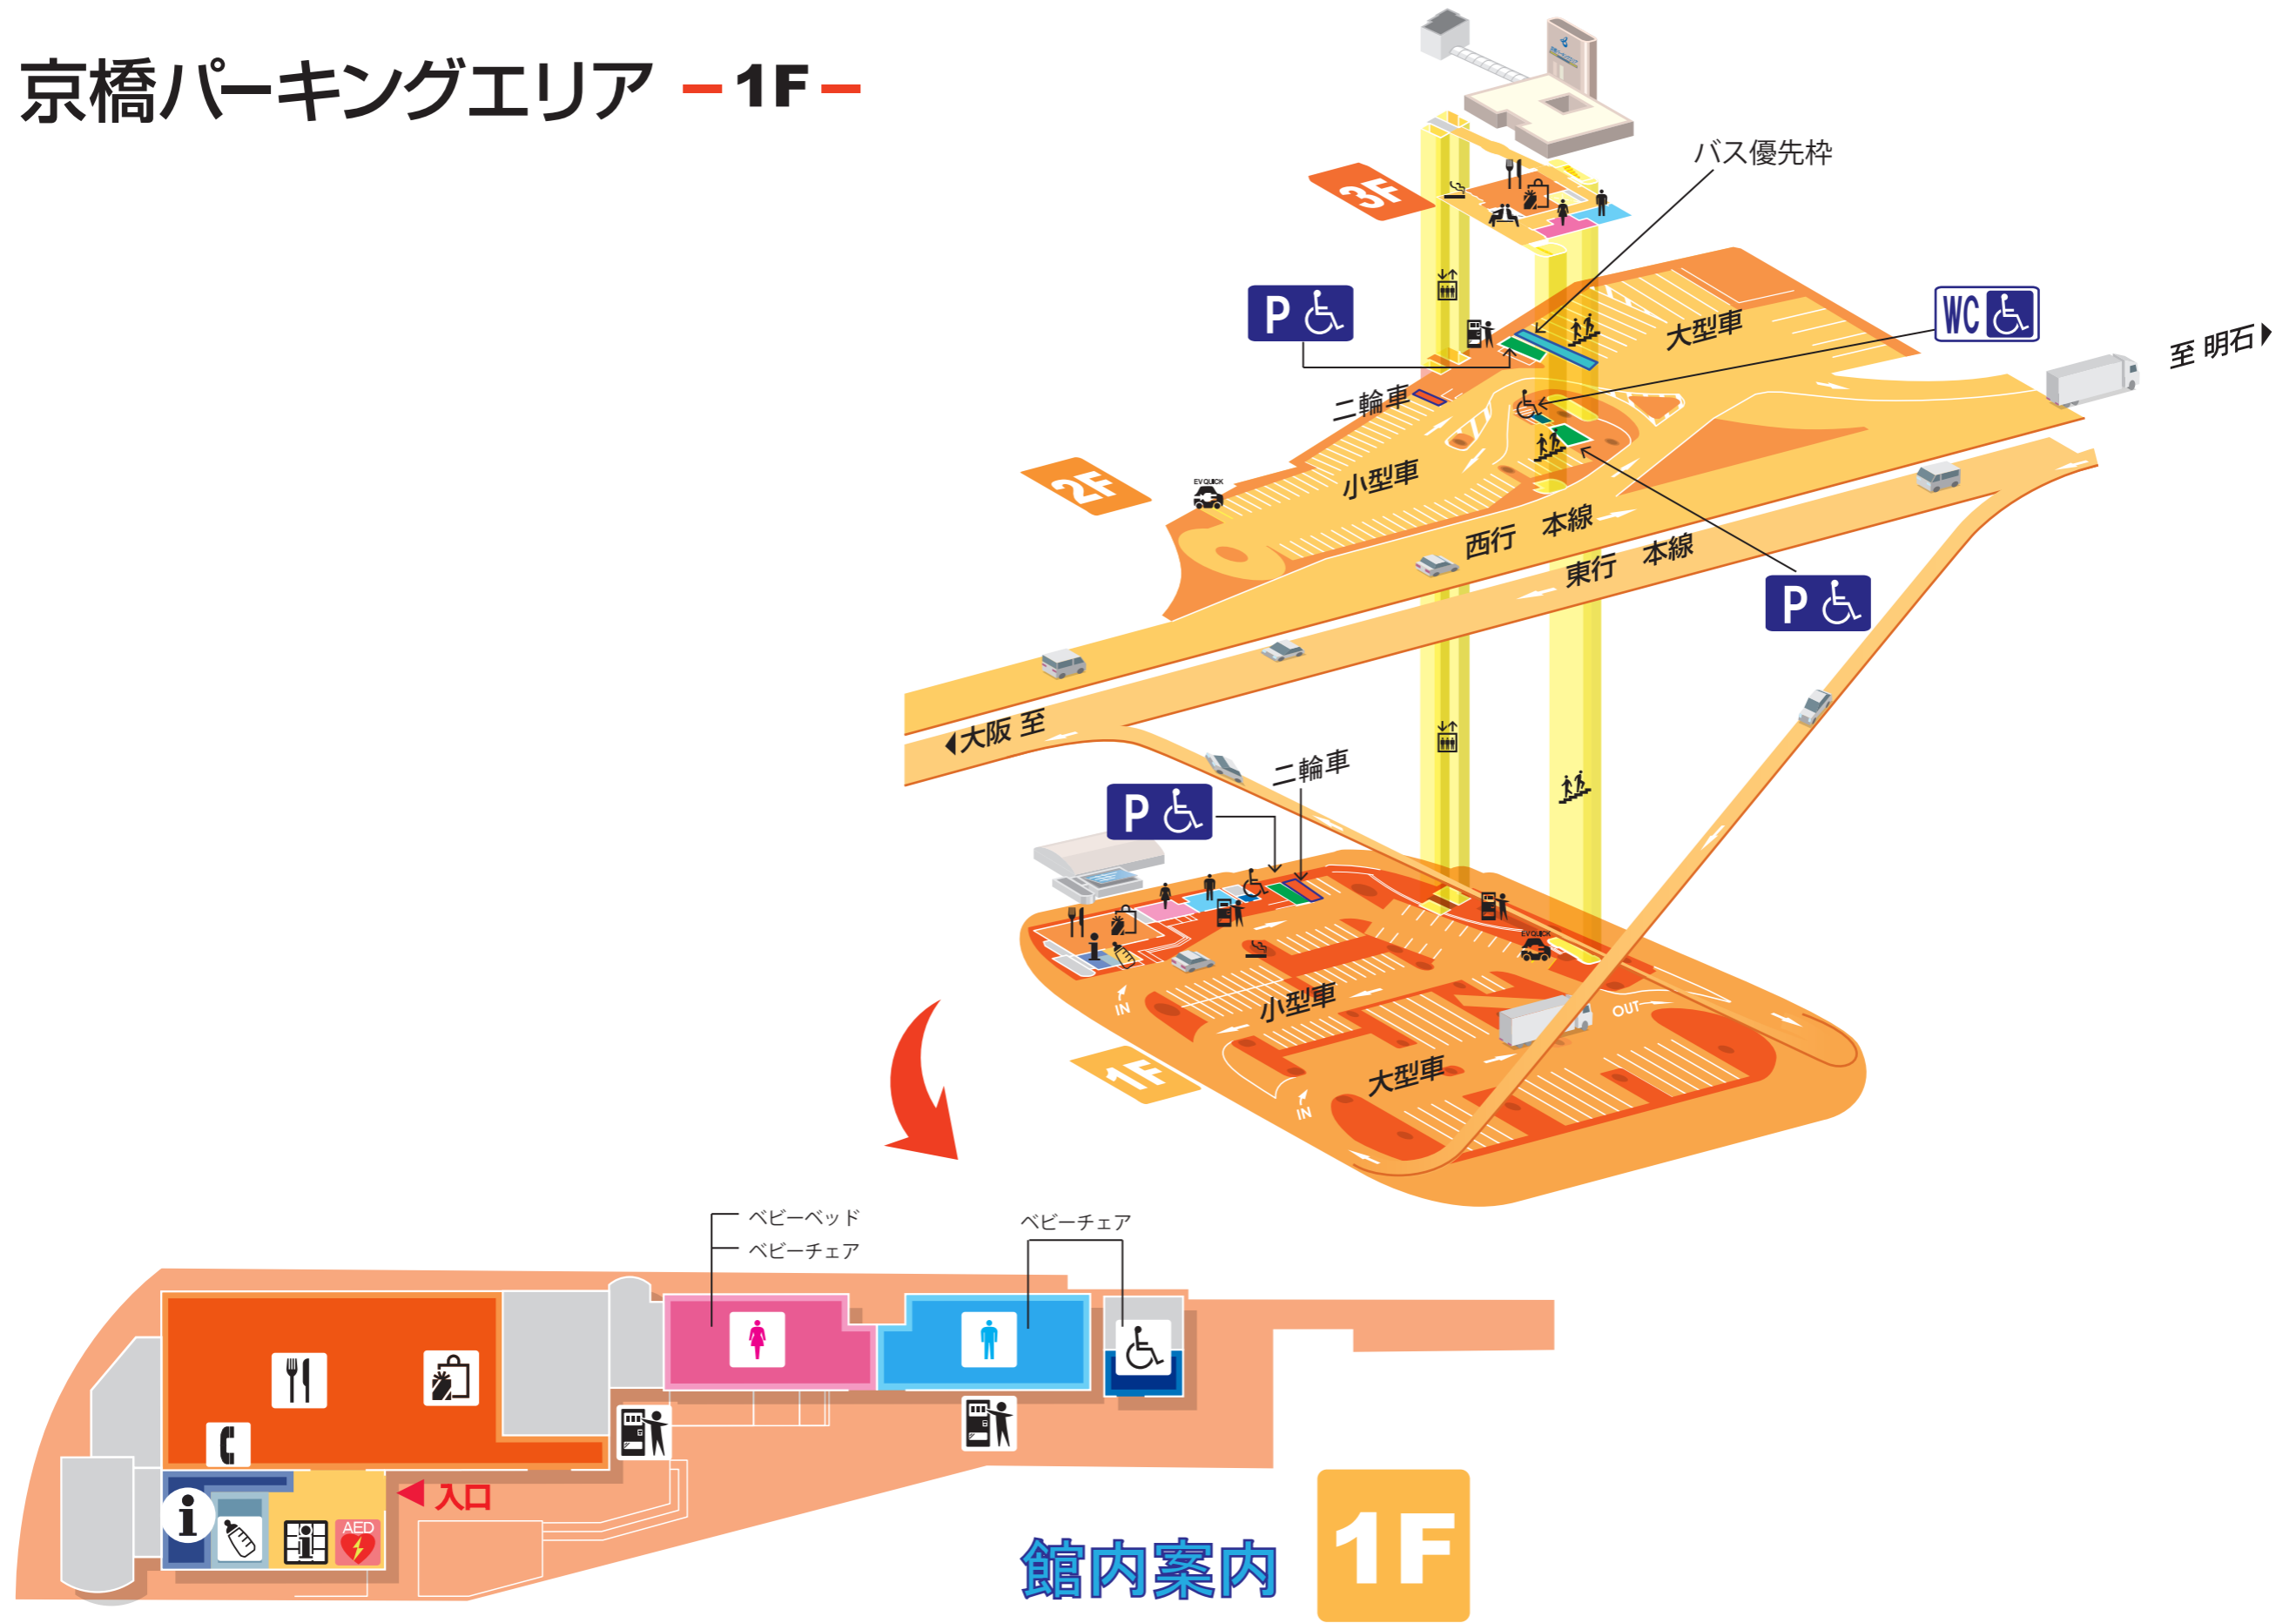 京橋パーキングエリア －1F－
バス優先枠
3F
P
WC
大型車
至 明石
二輪車
2F
EV QUICK
小型車
西行 本線
東行 本線
P
大阪 至
二輪車
P
EV QUICK
小型車
OUT
IN
大型車
1F
IN
ベビーベッド
ベビーチェア
ベビーチェア
入口
i
AED
館内案内
1F